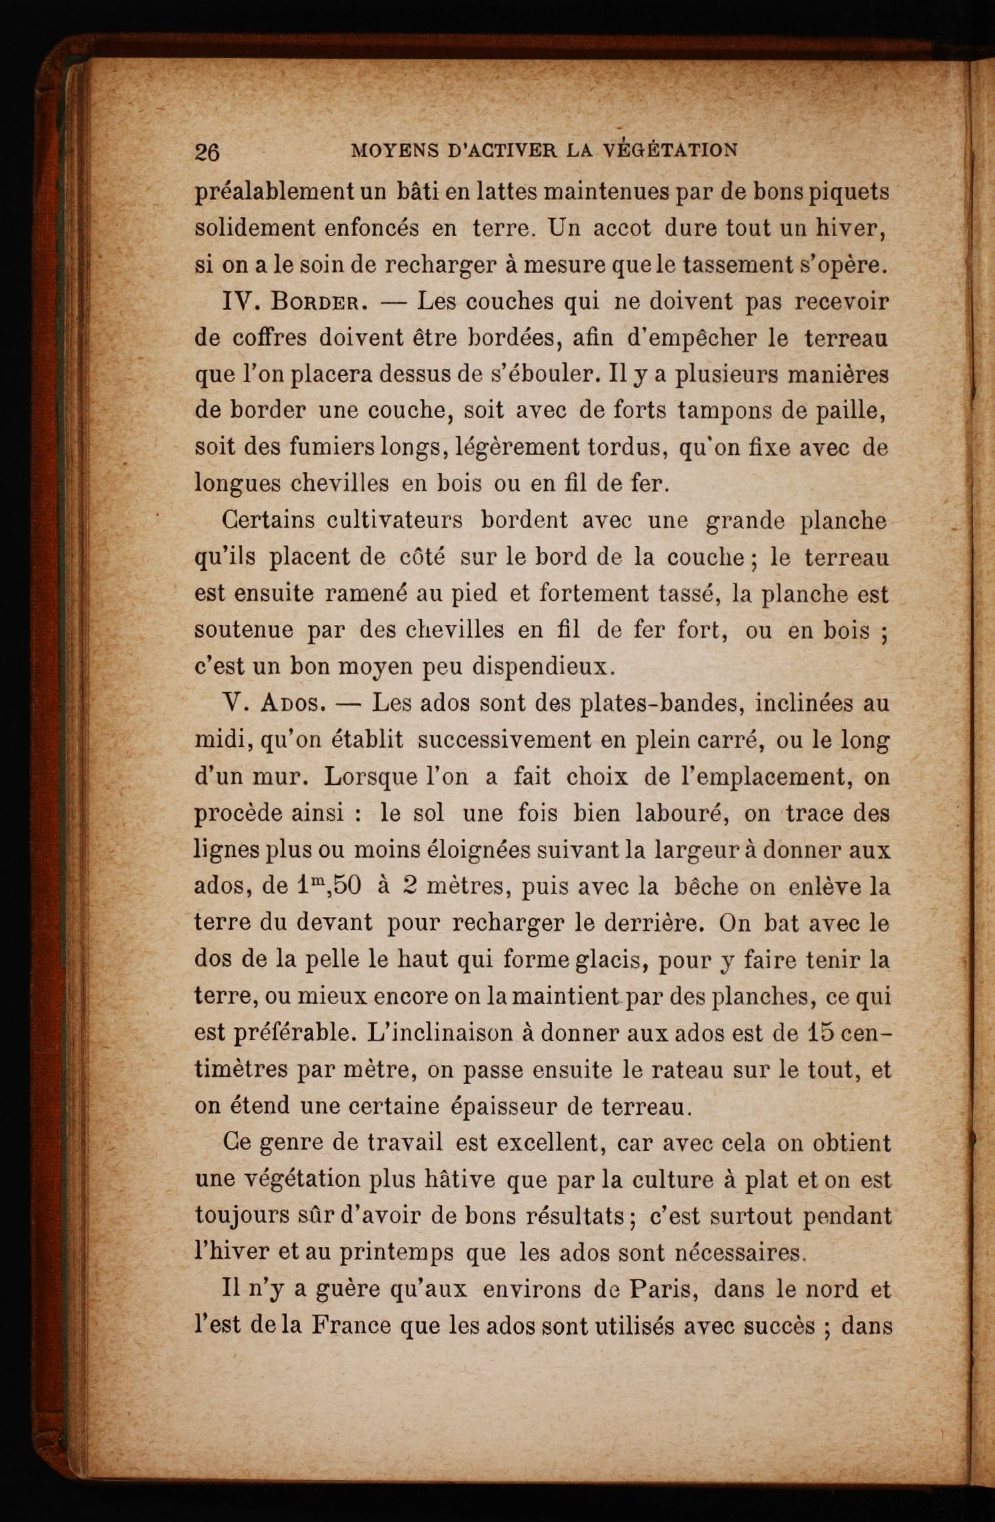 26 MOYENS D'ACTIVER LA VÉGÉTATION
préalablement un bâti en lattes maintenues par de bons piquets
solidement enfoncés en terre. Un accot dure tout un hiver,
si on a le soin de recharger à mesure que le tassement s'opère.
IV. BORDER. — Les couches qui ne doivent pas recevoir
de coffres doivent être bordées, afin d'empêcher le terreau
que l'on placera dessus de s'ébouler. Il y a plusieurs manières
de border une couche, soit avec de forts tampons de paille,
soit des fumiers longs, légèrement tordus, qu'on fixe avec de
longues chevilles en bois ou en fil de fer.
Certains cultivateurs bordent avec une grande planche
qu'ils placent de côté sur le bord de la couche ; le terreau
est ensuite ramené au pied et fortement tassé, la planche est
soutenue par des chevilles en fil de fer fort, ou en bois ;
c'est un bon moyen peu dispendieux.
V. ADOS. — Les ados sont des plates-bandes, inclinées au
midi, qu'on établit successivement en plein carré, ou le long
d'un mur. Lorsque l'on a fait choix de l'emplacement, on
procède ainsi : le sol une fois bien labouré, on trace des
lignes plus ou moins éloignées suivant la largeur à donner aux
ados, de 1ᵐ,50 à 2 mètres, puis avec la bêche on enlève la
terre du devant pour recharger le derrière. On bat avec le
dos de la pelle le haut qui forme glacis, pour y faire tenir la
terre, ou mieux encore on la maintient par des planches, ce qui
est préférable. L'inclinaison à donner aux ados est de 15 cen-
timètres par mètre, on passe ensuite le rateau sur le tout, et
on étend une certaine épaisseur de terreau.
Ce genre de travail est excellent, car avec cela on obtient
une végétation plus hâtive que par la culture à plat et on est
toujours sûr d'avoir de bons résultats ; c'est surtout pendant
l'hiver et au printemps que les ados sont nécessaires.
Il n'y a guère qu'aux environs de Paris, dans le nord et
l'est de la France que les ados sont utilisés avec succès ; dans